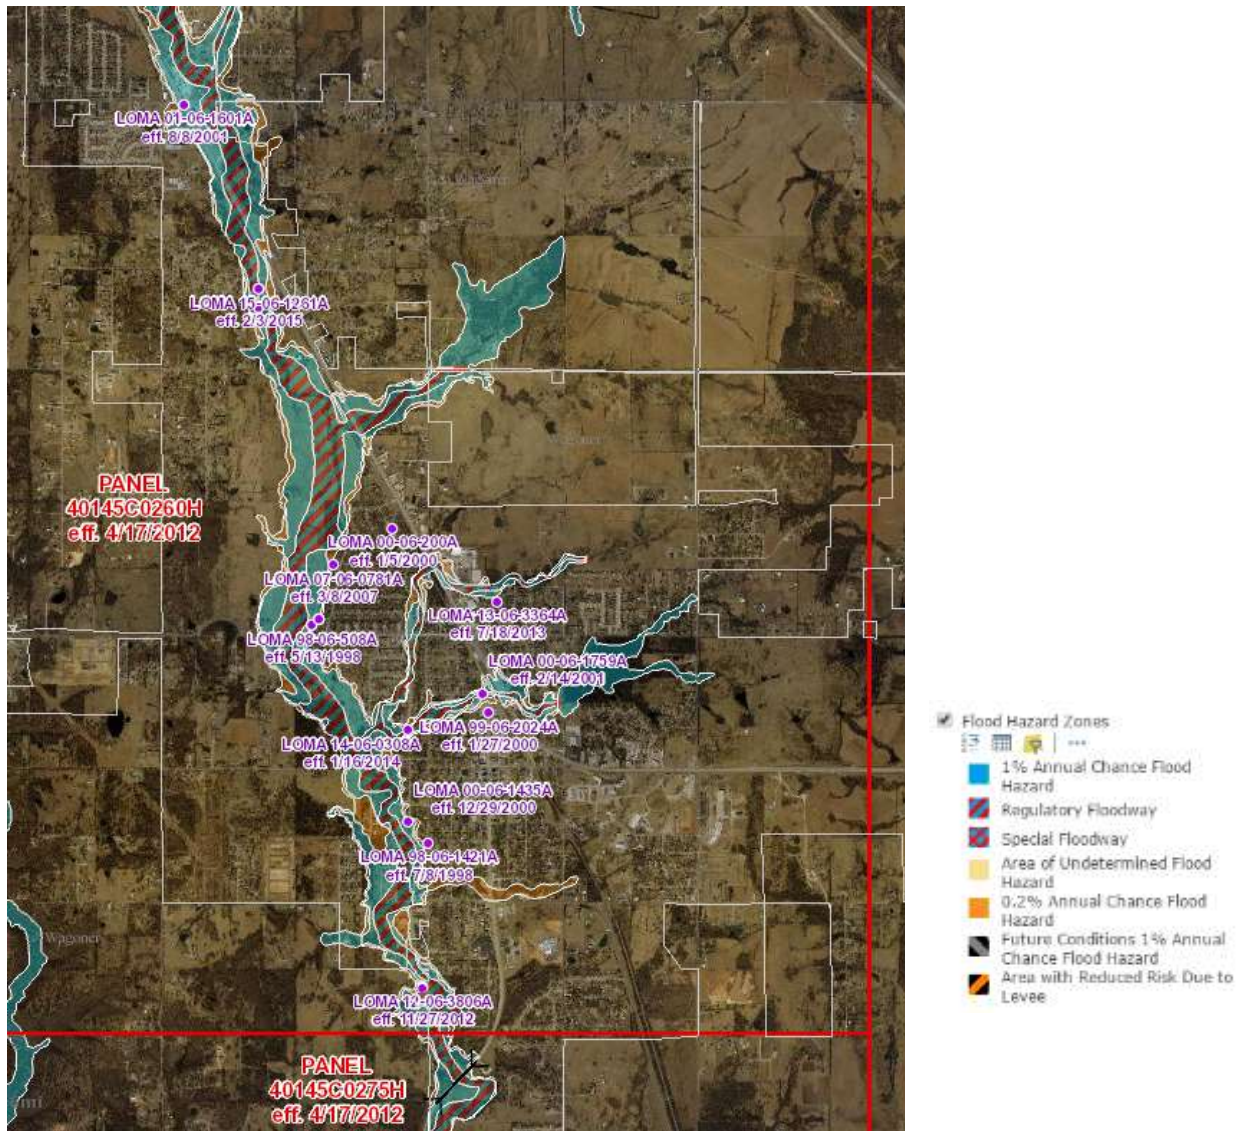 LOMA 01-06-1601A
eff. 8/8/2001
LOMA 15-06-1261A
eff. 2/3/2015
Wagoner
PANEL
40145C0260H
eff. 4/17/2012
LOMA 00-06-200A
eff. 1/5/2000
LOMA 07-06-0781A
eff. 3/8/2007
LOMA 13-06-3364A
eff. 7/18/2013
LOMA 98-06-508A
eff. 5/13/1998
LOMA 00-06-1759A
eff. 2/14/2001
LOMA 99-06-2024A
eff. 1/27/2000
LOMA 14-06-0308A
eff. 1/16/2014
LOMA 00-06-1435A
eff. 12/29/2000
LOMA 98-06-1421A
eff. 7/8/1998
Wagoner
LOMA 12-06-3806A
eff. 11/27/2012
PANEL
40145C0275H
eff. 4/17/2012
Flood Hazard Zones
1% Annual Chance Flood
Hazard
Regulatory Floodway
Special Floodway
Area of Undetermined Flood
Hazard
0.2% Annual Chance Flood
Hazard
Future Conditions 1% Annual
Chance Flood Hazard
Area with Reduced Risk Due to
Levee